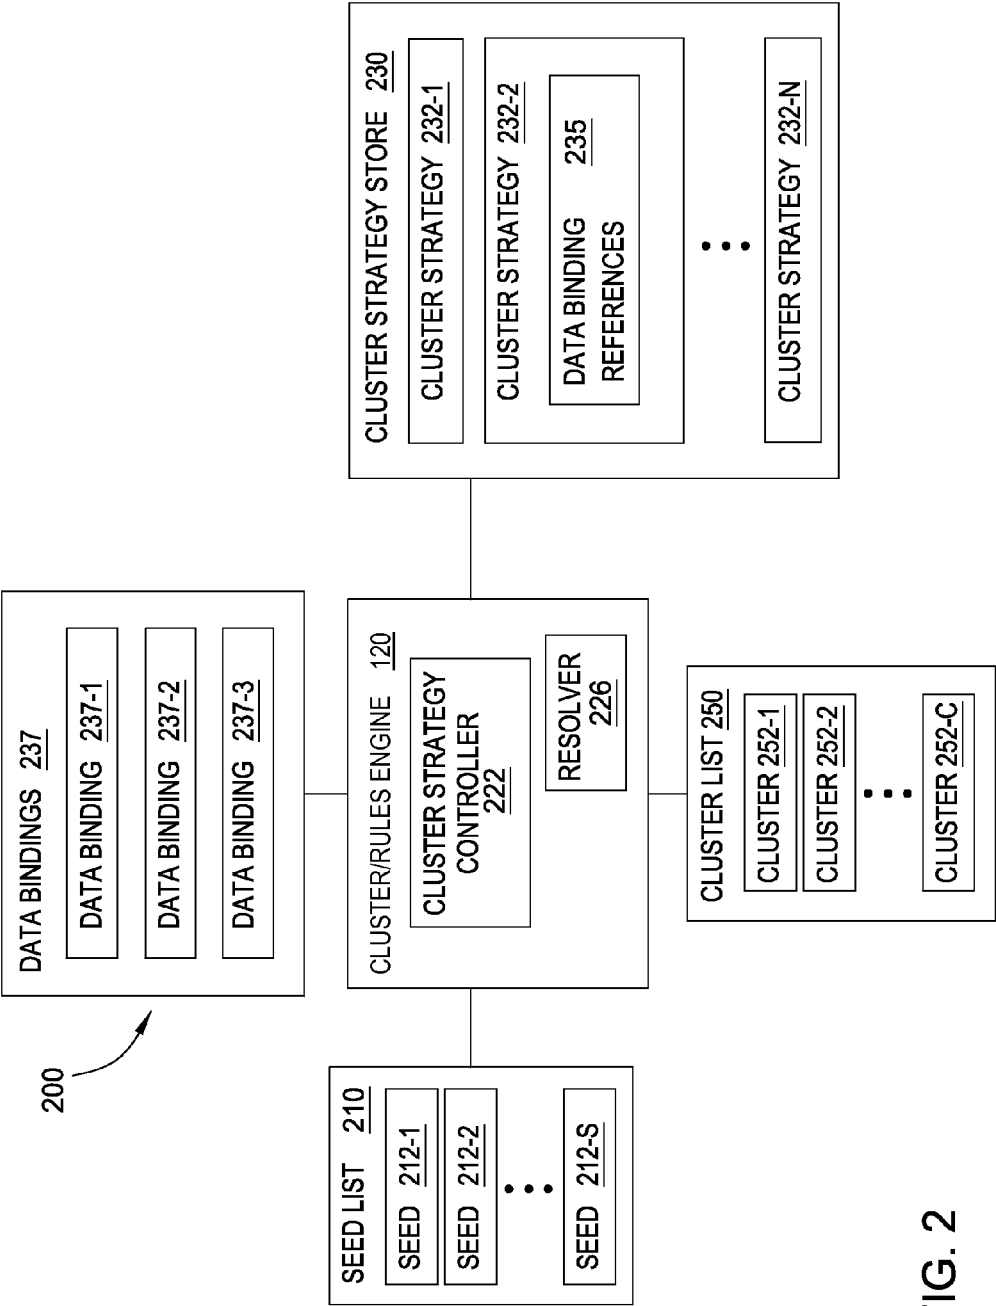 200
DATA BINDINGS 237
DATA BINDING 237-1
DATA BINDING 237-2
DATA BINDING 237-3
SEED LIST 210
SEED 212-1
SEED 212-2
SEED 212-S
CLUSTER/RULES ENGINE 120
CLUSTER STRATEGY
CONTROLLER
222
RESOLVER
226
CLUSTER STRATEGY STORE 230
CLUSTER STRATEGY 232-1
CLUSTER STRATEGY 232-2
DATA BINDING 235
REFERENCES
CLUSTER STRATEGY 232-N
CLUSTER LIST 250
CLUSTER 252-1
CLUSTER 252-2
CLUSTER 252-C
IG. 2